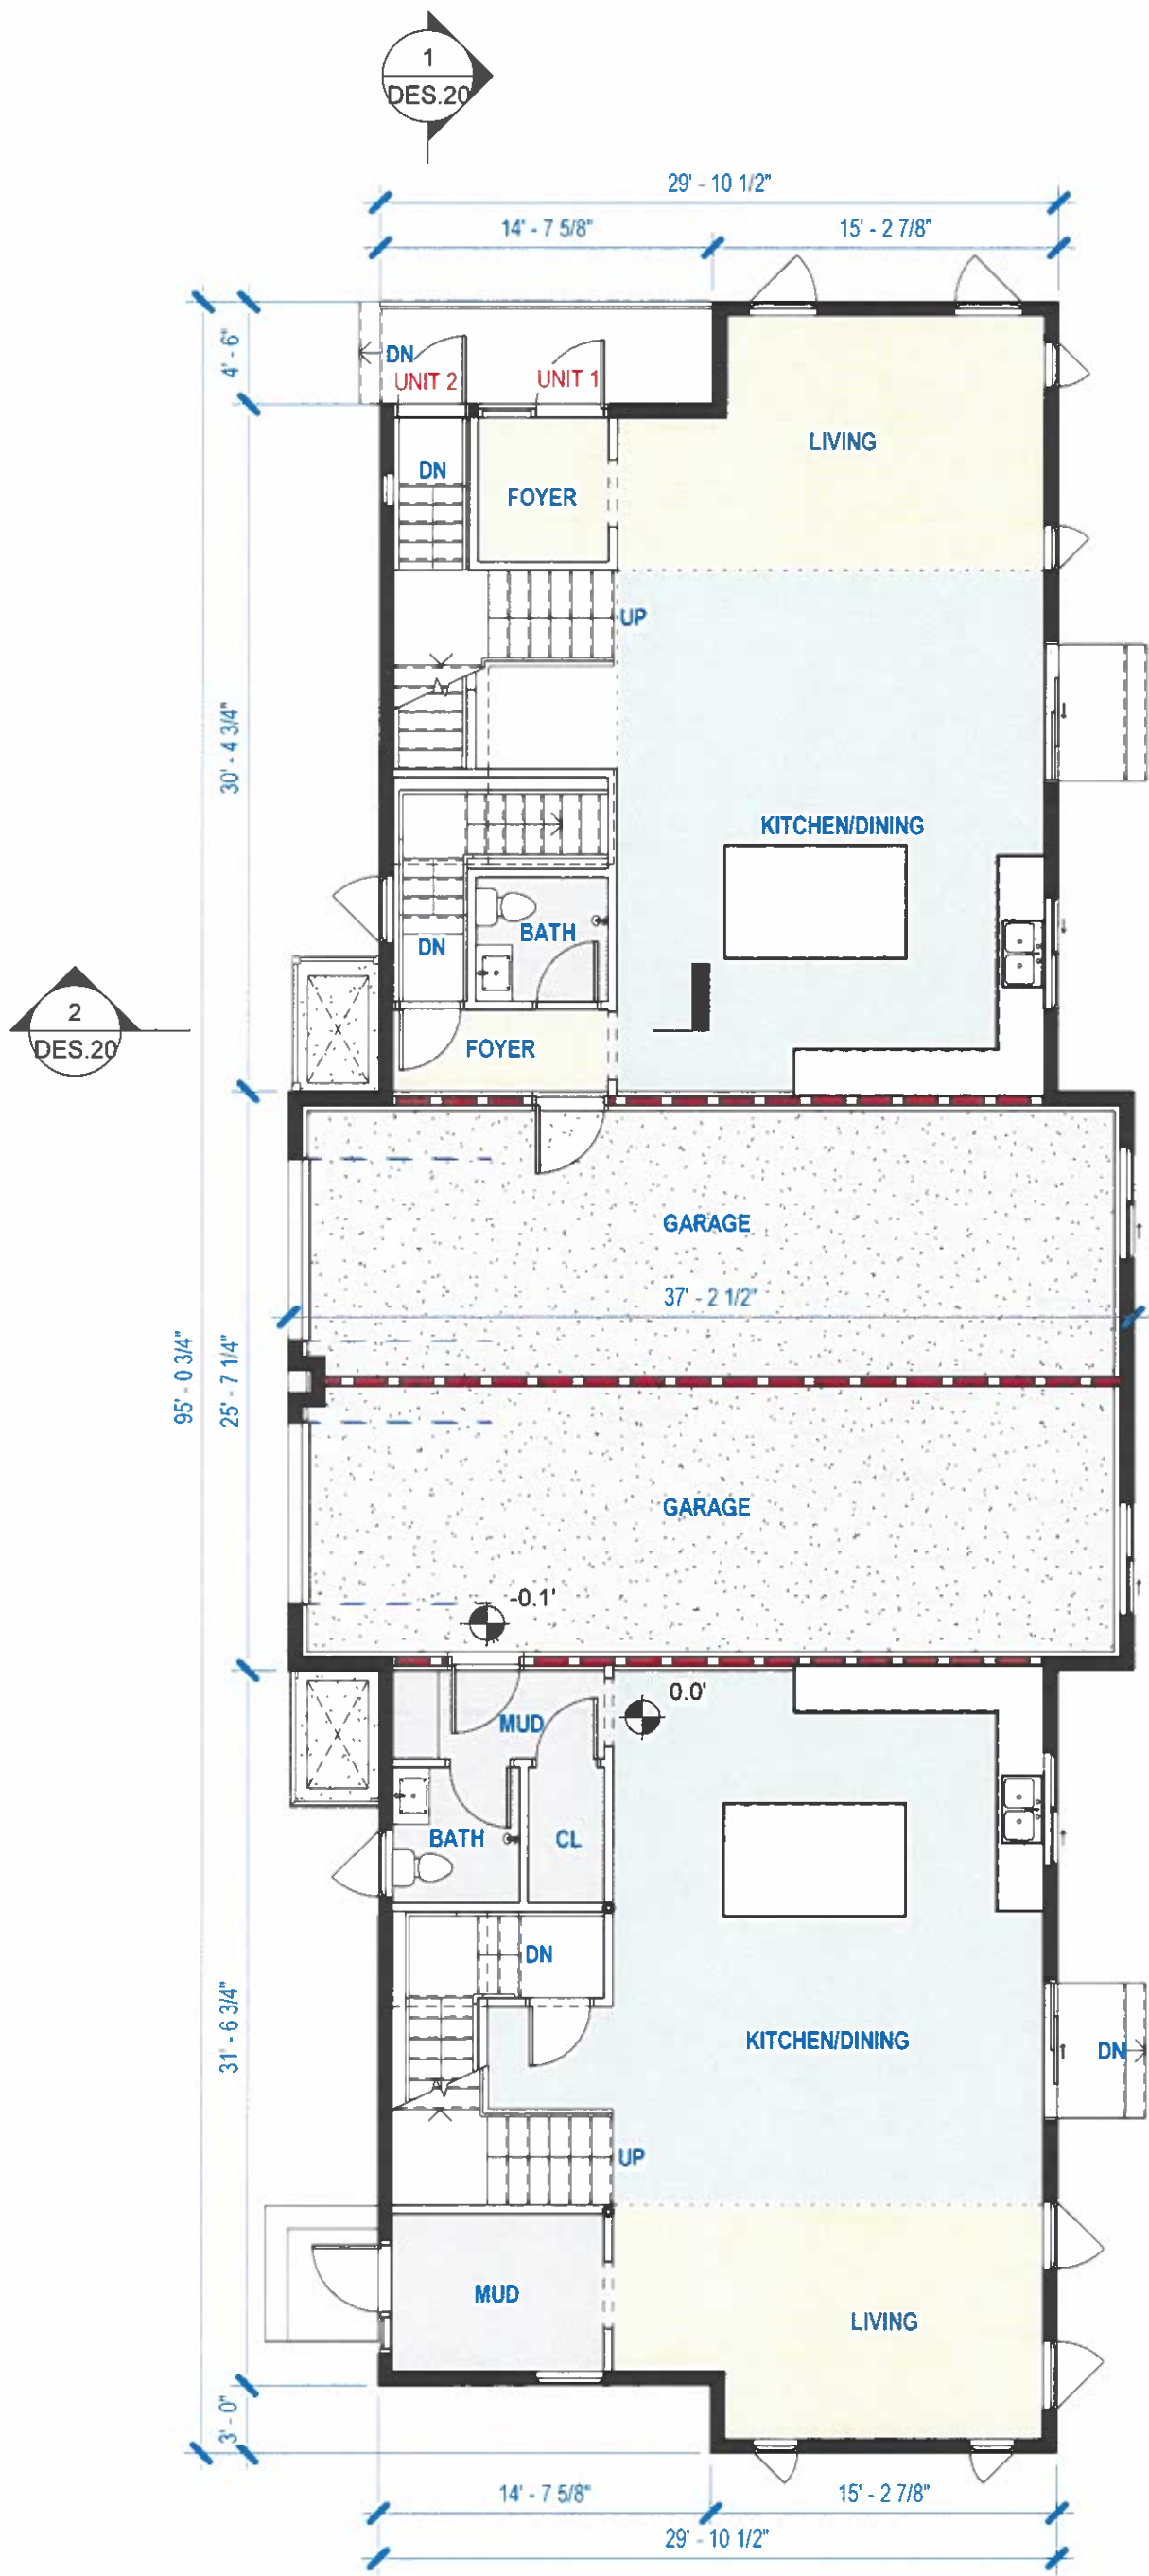 1
DES.20
29' - 10 1/2"
14' - 7 5/8"
15' - 2 7/8"
4' - 6"
DN
UNIT 2
UNIT 1
LIVING
DN
FOYER
UP
30' - 4 3/4"
KITCHEN/DINING
BATH
DN
2
DES.20
FOYER
GARAGE
37' - 2 1/2"
95' - 0 3/4"
25' - 7 1/4"
GARAGE
-0.1'
0.0'
MUD
BATH
CL
DN
31' - 6 3/4"
KITCHEN/DINING
DN
UP
MUD
LIVING
3' - 0"
14' - 7 5/8"
15' - 2 7/8"
29' - 10 1/2"